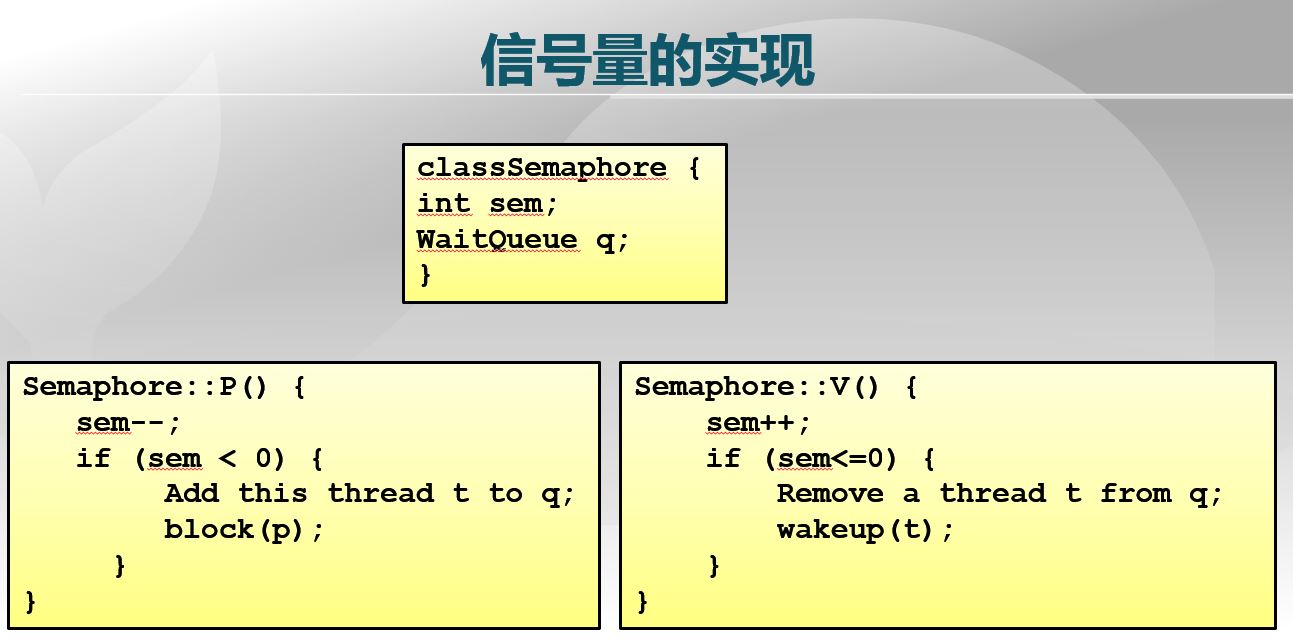 信号量的实现
classSemaphore {
int sem;
WaitQueue q;
}
Semaphore::P() {
sem--;
if (sem < 0) {
Add this thread t to q;
block(p);
}
}
Semaphore::V() {
sem++;
if (sem<=0) {
Remove a thread t from q;
wakeup(t);
}
}